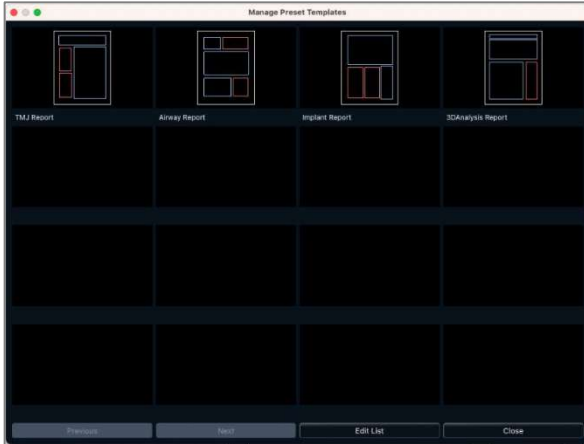 Manage Preset Templates
TMJ Report
Airway Report
Implant Report
3DAnalysis Report
Previous
Next
Edit List
Close